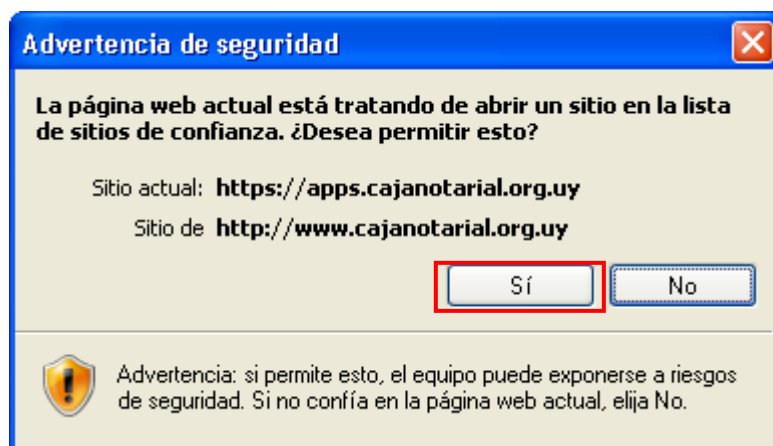 Advertencia de seguridad
La página web actual está tratando de abrir un sitio en la lista
de sitios de confianza. ¿Desea permitir esto?
Sitio actual: https://apps.cajanotarial.org.uy
Sitio de http://www.cajanotarial.org.uy
Sí No
Advertencia: si permite esto, el equipo puede exponerse a riesgos
de seguridad. Si no confía en la página web actual, elija No.